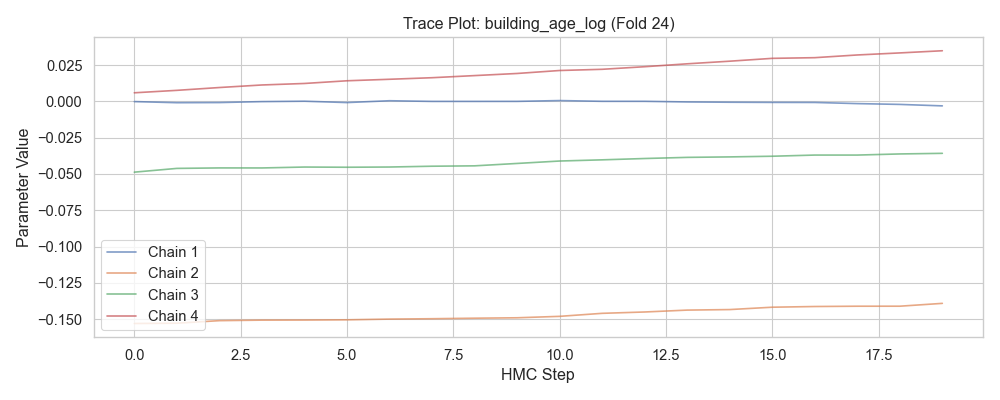 Trace Plot: building_age_log (Fold 24)
Parameter Value
0.025
0.000
−0.025
−0.050
−0.075
−0.100
−0.125
−0.150
Chain 1
Chain 2
Chain 3
Chain 4
0.0 2.5 5.0 7.5 10.0 12.5 15.0 17.5
HMC Step